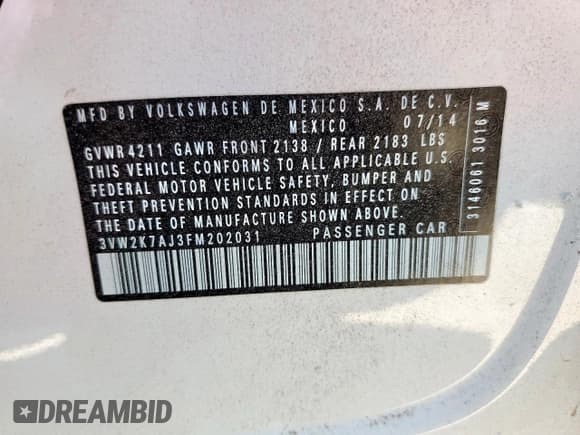 MFD BY VOLKSWAGEN DE MEXICO S.A. DE C.V.
MEXICO 07/14
GVWR 4211 GAWR FRONT 2138 / REAR 2183 LBS
THIS VEHICLE CONFORMS TO ALL APPLICABLE U.S.
FEDERAL MOTOR VEHICLE SAFETY, BUMPER AND
THEFT PREVENTION STANDARDS IN EFFECT ON
THE DATE OF MANUFACTURE SHOWN ABOVE.
3VW2K7AJ3FM202031 PASSENGER CAR
3146061 3016 M
DREAMBID